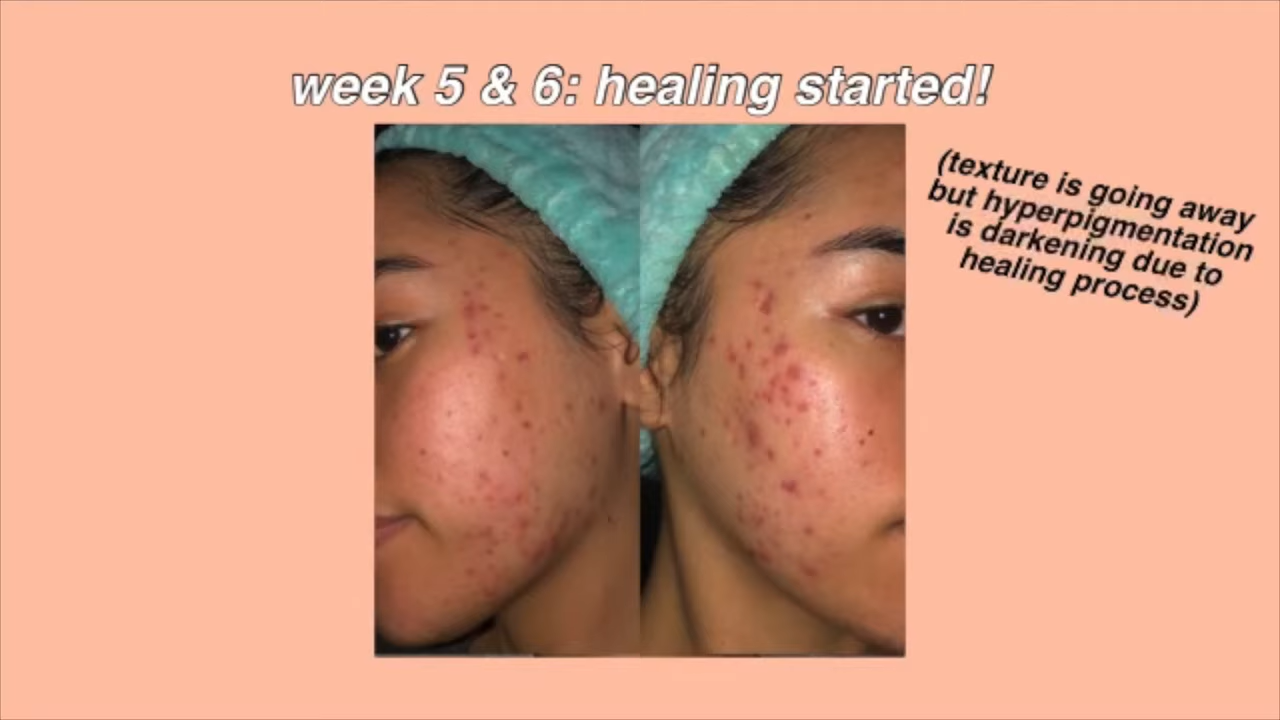 week 5 & 6: healing started!
(texture is going away
but hyperpigmentation
is darkening due to
healing process)